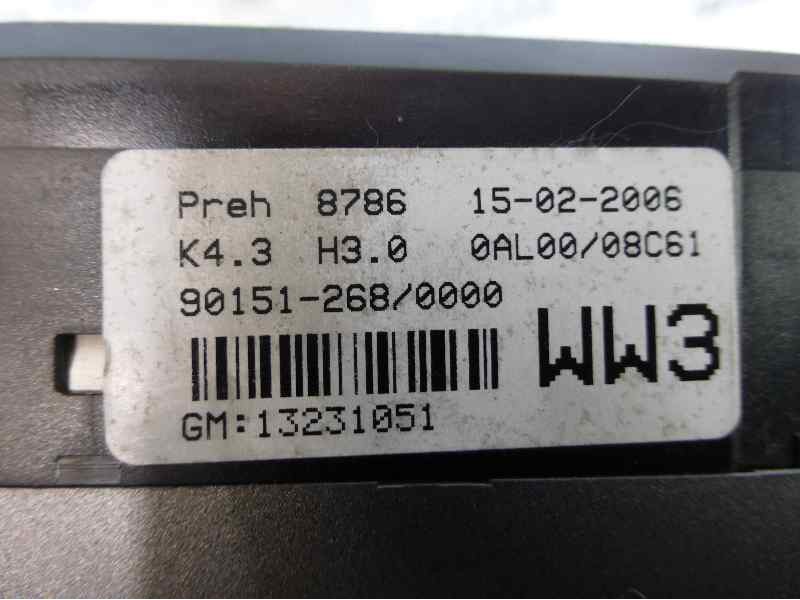 Preh 8786 15-02-2006
K4.3 H3.0 0AL00/08C61
90151-268/0000
WW3
GM:13231051